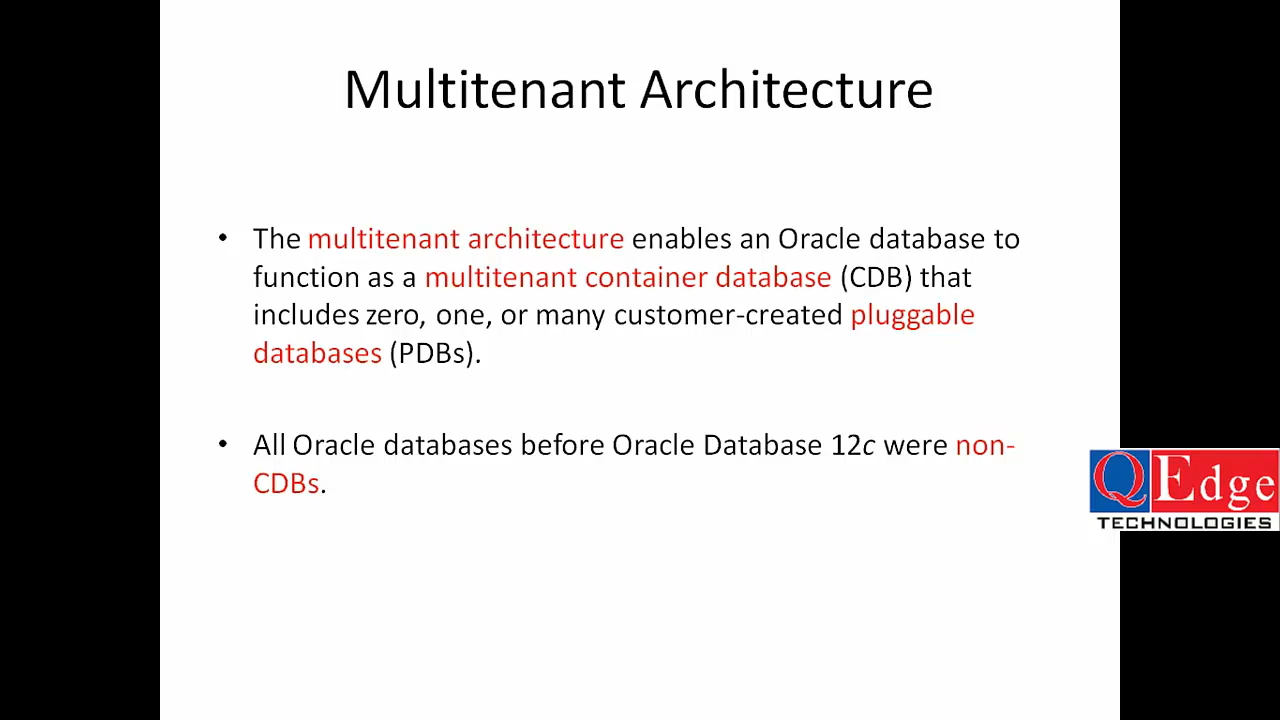 Multitenant Architecture
• The multitenant architecture enables an Oracle database to
function as a multitenant container database (CDB) that
includes zero, one, or many customer-created pluggable
databases (PDBs).
• All Oracle databases before Oracle Database 12c were non-
CDBs.
QEdge
TECHNOLOGIES